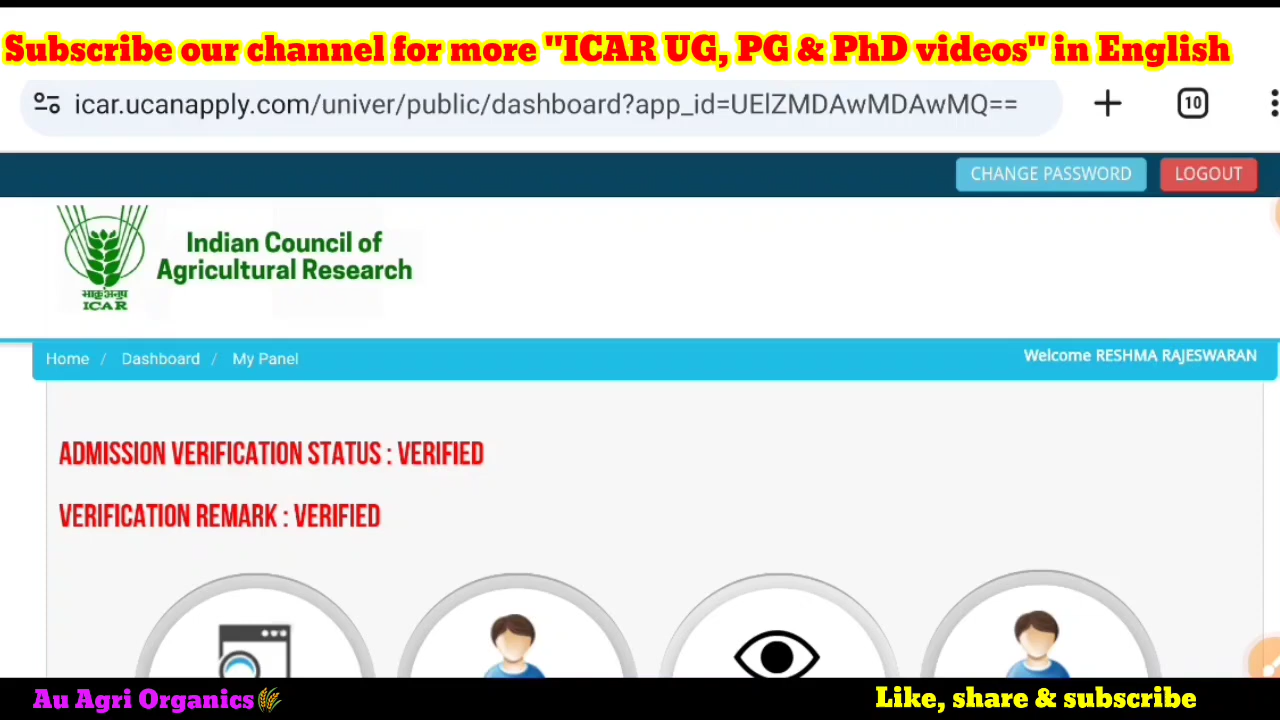 Subscribe our channel for more "ICAR UG, PG & PhD videos" in English
icar.ucanapply.com/univer/public/dashboard?app_id=UElZMDAwMDAwMQ==
10
CHANGE PASSWORD
LOGOUT
Indian Council of
Agricultural Research
भाकृअनुप
ICAR
Home / Dashboard / My Panel
Welcome RESHMA RAJESWARAN
ADMISSION VERIFICATION STATUS : VERIFIED
VERIFICATION REMARK : VERIFIED
Au Agri Organics
Like, share & subscribe